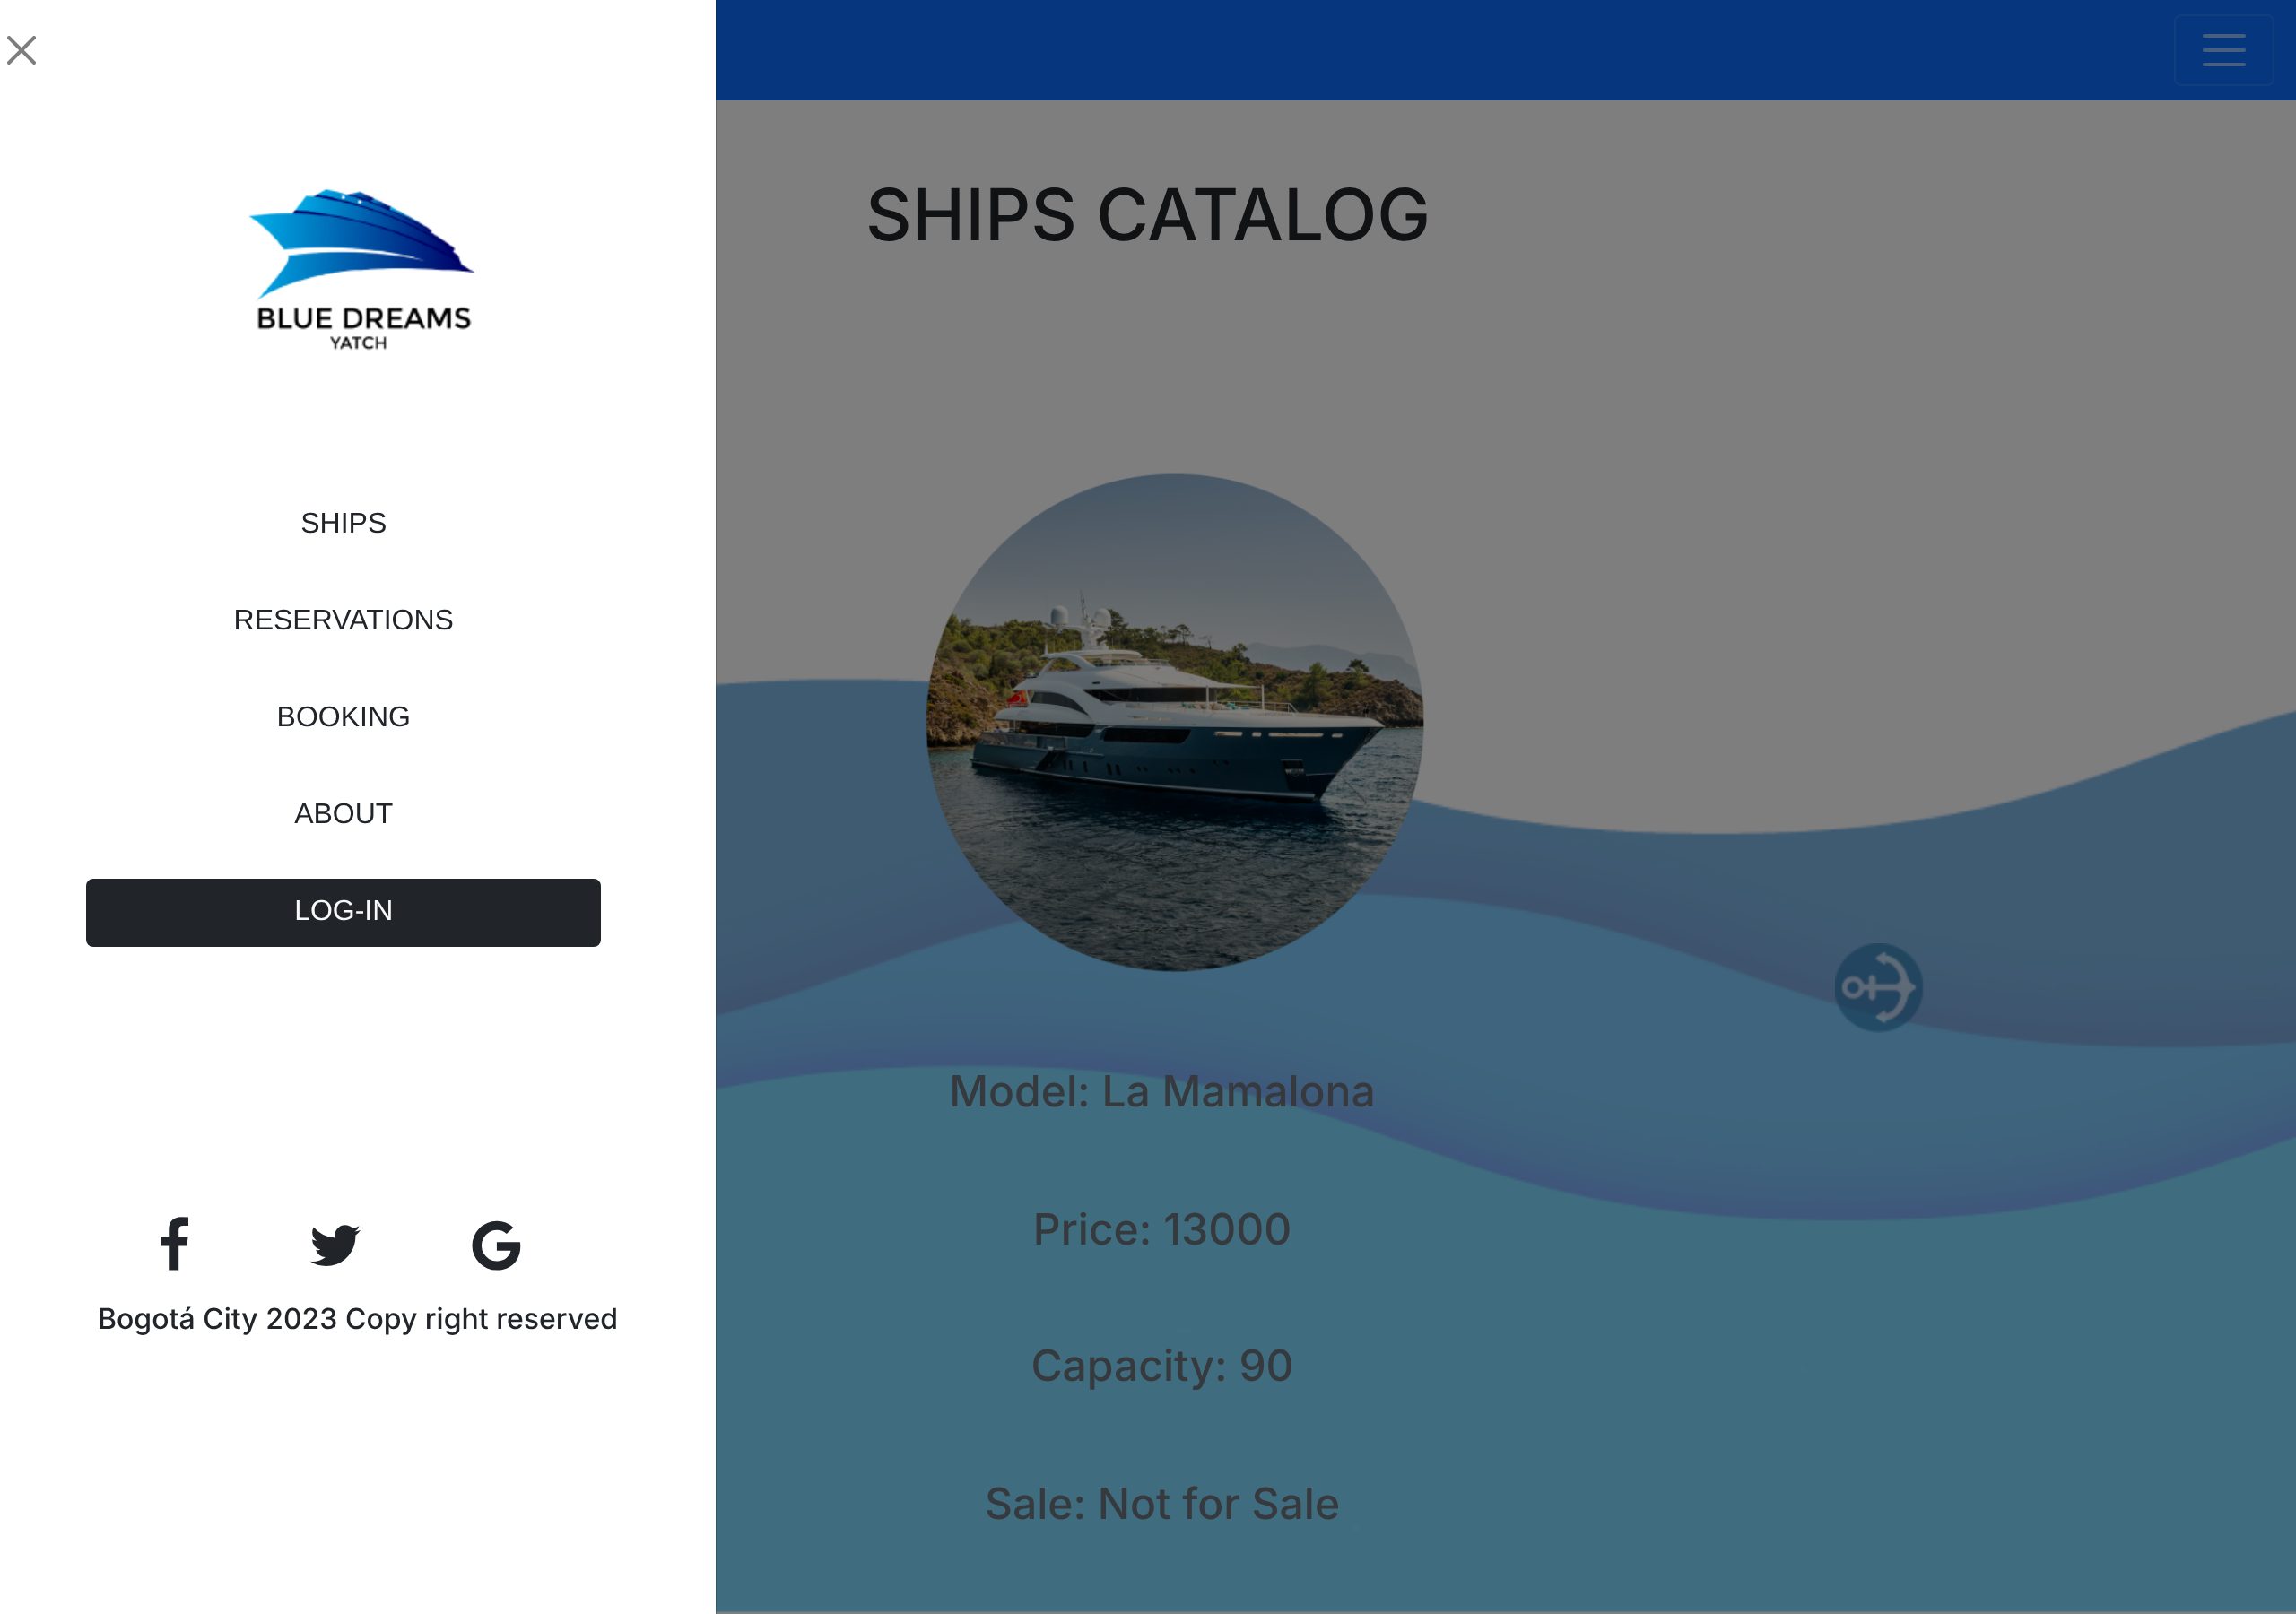 BLUE DREAMS
YATCH
SHIPS
RESERVATIONS
BOOKING
ABOUT
LOG-IN
Bogotá City 2023 Copy right reserved
SHIPS CATALOG
Model: La Mamalona
Price: 13000
Capacity: 90
Sale: Not for Sale